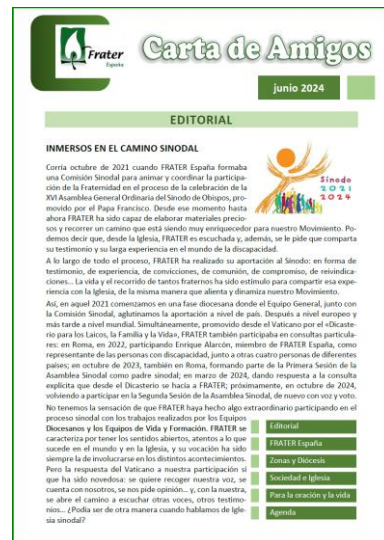 Frater
España
Carta de Amigos
junio 2024
EDITORIAL
INMERSOS EN EL CAMINO SINODAL
Corría octubre de 2021 cuando FRATER España formaba
una Comisión Sinodal para animar y coordinar la participa-
ción de la Fraternidad en el proceso de la celebración de la
XVI Asamblea General Ordinaria del Sínodo de Obispos, pro-
movido por el Papa Francisco. Desde ese momento hasta
ahora FRATER ha sido capaz de elaborar materiales precio-
sos y recorrer un camino que está siendo muy enriquecedor para nuestro Movimiento. Po-
demos decir que, desde la Iglesia, FRATER es escuchada y, además, se le pide que comparta
su testimonio y su larga experiencia en el mundo de la discapacidad.
Sínodo
2021
2024
A lo largo de todo el proceso, FRATER ha realizado su aportación al Sínodo: en forma de
testimonio, de experiencia, de convicciones, de comunión, de compromiso, de reivindica-
ciones... La vida y el recorrido de tantos fraternos ha sido estímulo para compartir esa expe-
riencia con la Iglesia, de la misma manera que alienta y dinamiza nuestro Movimiento.
Así, en aquel 2021 comenzamos en una fase diocesana donde el Equipo General, junto con
la Comisión Sinodal, aglutinamos la aportación a nivel de país. Después a nivel europeo y
más tarde a nivel mundial. Simultáneamente, promovido desde el Vaticano por el «Dicaste-
rio para los Laicos, la Familia y la Vida», FRATER también participaba en consultas particula-
res: en Roma, en 2022, participando Enrique Alarcón, miembro de FRATER España, como
representante de las personas con discapacidad, junto a otras cuatro personas de diferentes
países; en octubre de 2023, también en Roma, formando parte de la Primera Sesión de la
Asamblea Sinodal como padre sinodal; en marzo de 2024, dando respuesta a la consulta
explícita que desde el Dicasterio se hacía a FRATER; próximamente, en octubre de 2024,
volviendo a participar en la Segunda Sesión de la Asamblea Sinodal, de nuevo con voz y voto.
No tenemos la sensación de que FRATER haya hecho algo extraordinario participando en el
proceso sinodal con los trabajos realizados por los Equipos
Diocesanos y los Equipos de Vida y Formación. FRATER se
caracteriza por tener los sentidos abiertos, atentos a lo que
sucede en el mundo y en la Iglesia, y su vocación ha sido
siempre la de involucrarse en los distintos acontecimientos.
Pero la respuesta del Vaticano a nuestra participación sí
que ha sido novedosa: se quiere recoger nuestra voz, se
cuenta con nosotros, se nos pide opinión... y, con la nuestra,
se abre el camino a escuchar otras voces, otros testimo-
nios... ¿Podía ser de otra manera cuando hablamos de Igle-
sia sinodal?
Editorial
FRATER España
Zonas y Diócesis
Sociedad e Iglesia
Para la oración y la vida
Agenda